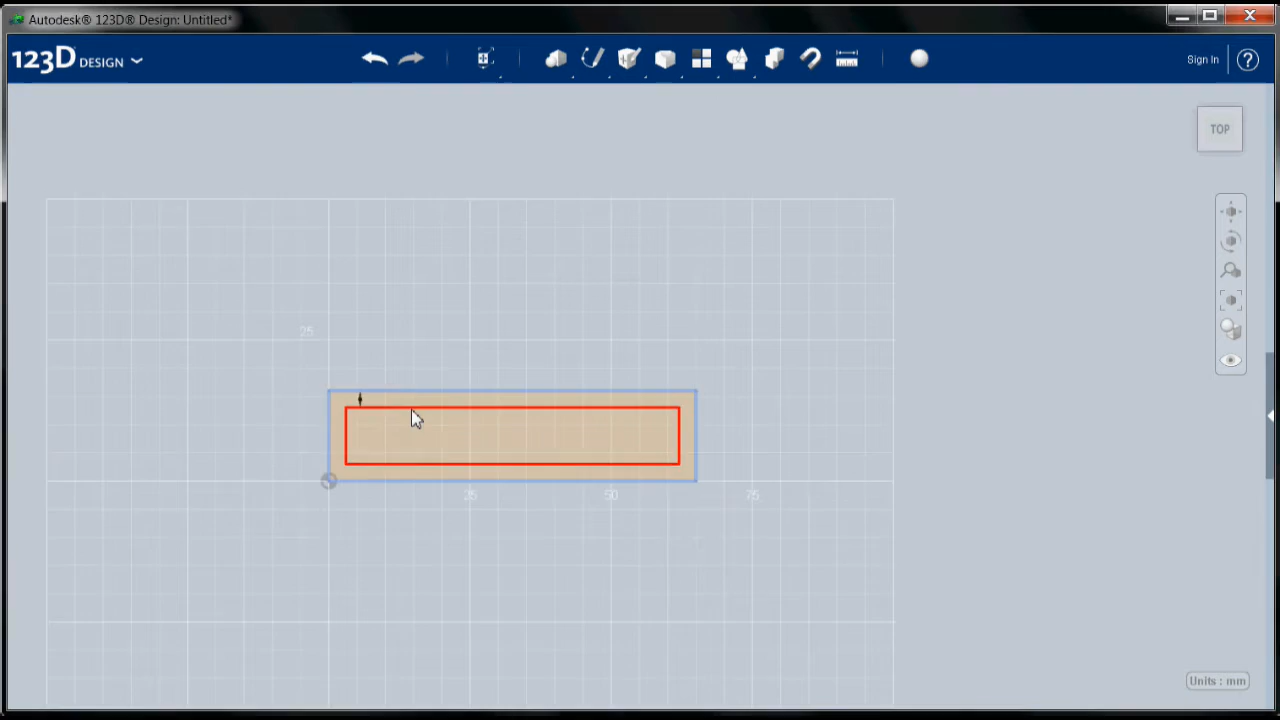 Autodesk® 123D® Design: Untitled*
123D DESIGN
Sign In
?
TOP
25
25
50
75
Units : mm